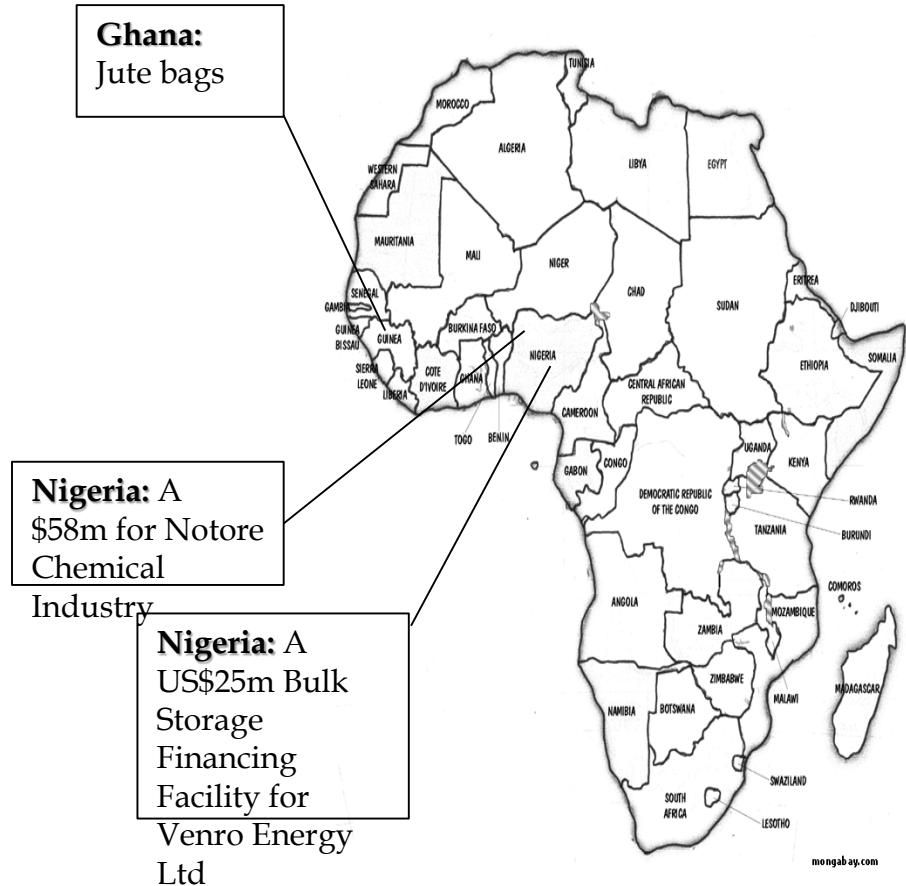 Ghana:
Jute bags
TUNISIA
MOROCCO
ALGERIA
LIBYA
EGYPT
WESTERN
SAHARA
MAURITANIA
MALI
NIGER
CHAD
SUDAN
ERITREA
DJIBOUTI
SENEGAL
GAMBIA
GUINEA
BISSAU
GUINEA
BURKINA FASO
NIGERIA
SOMALIA
ETHIOPIA
SIERRA
LEONE
LIBERIA
COTE
D'IVOIRE
GHANA
CENTRAL AFRICAN
REPUBLIC
CAMEROON
TOGO
BENIN
UGANDA
KENYA
GABON
CONGO
DEMOCRATIC REPUBLIC
OF THE CONGO
RWANDA
BURUNDI
TANZANIA
Nigeria: A
$58m for Notore
Chemical
Industry
COMOROS
ANGOLA
MOZAMBIQUE
ZAMBIA
Nigeria: A
US$25m Bulk
Storage
Financing
Facility for
Venro Energy
Ltd
ZIMBABWE
MALAWI
MADAGASCAR
NAMIBIA
BOTSWANA
SWAZILAND
SOUTH
AFRICA
LESOTHO
mongabay.com